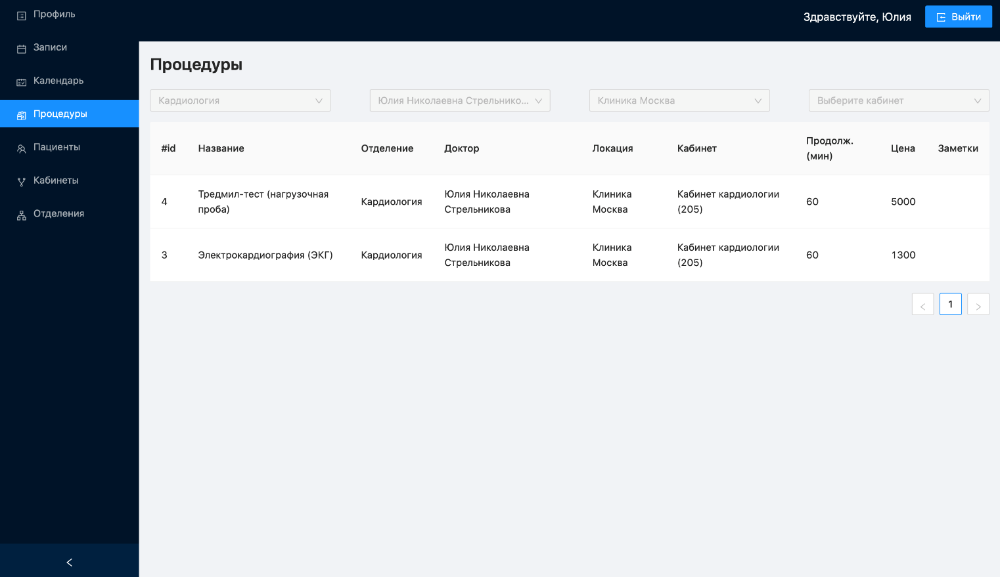 Профиль
Записи
Календарь
Процедуры
Пациенты
Кабинеты
Отделения
Здравствуйте, Юлия
Выйти
Процедуры
Кардиология
Юлия Николаевна Стрельнико...
Клиника Москва
Выберите кабинет
#id Название Отделение Доктор Локация Кабинет Продолж. (мин) Цена Заметки
4 Тредмил-тест (нагрузочная проба) Кардиология Юлия Николаевна Стрельникова Клиника Москва Кабинет кардиологии (205) 60 5000
3 Электрокардиография (ЭКГ) Кардиология Юлия Николаевна Стрельникова Клиника Москва Кабинет кардиологии (205) 60 1300
1